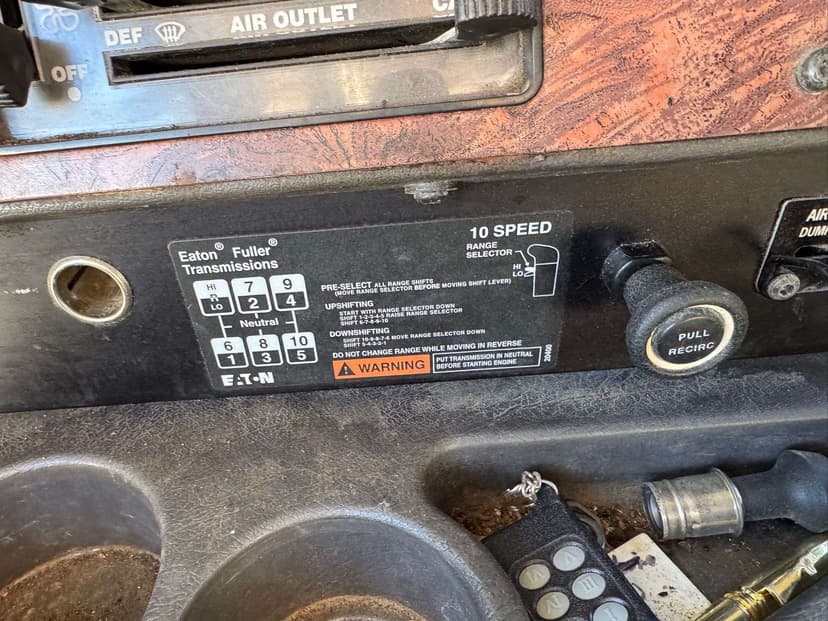 AIR OUTLET
DEF
OFF
10 SPEED
RANGE
SELECTOR
HI
LO
Eaton® Fuller®
Transmissions
HI
R
LO
7
2
9
4
Neutral
6
1
8
3
10
5
EATON
PRE-SELECT ALL RANGE SHIFTS
(MOVE RANGE SELECTOR BEFORE MOVING SHIFT LEVER)
UPSHIFTING
START WITH RANGE SELECTOR DOWN
SHIFT 1-2-3-4-5 RAISE RANGE SELECTOR
SHIFT 6-7-8-9-10
DOWNSHIFTING
SHIFT 10-9-8-7-6 MOVE RANGE SELECTOR DOWN
SHIFT 5-4-3-2-1
DO NOT CHANGE RANGE WHILE MOVING IN REVERSE
WARNING
PUT TRANSMISSION IN NEUTRAL
BEFORE STARTING ENGINE
PULL
RECIRC
AIR
DUMP